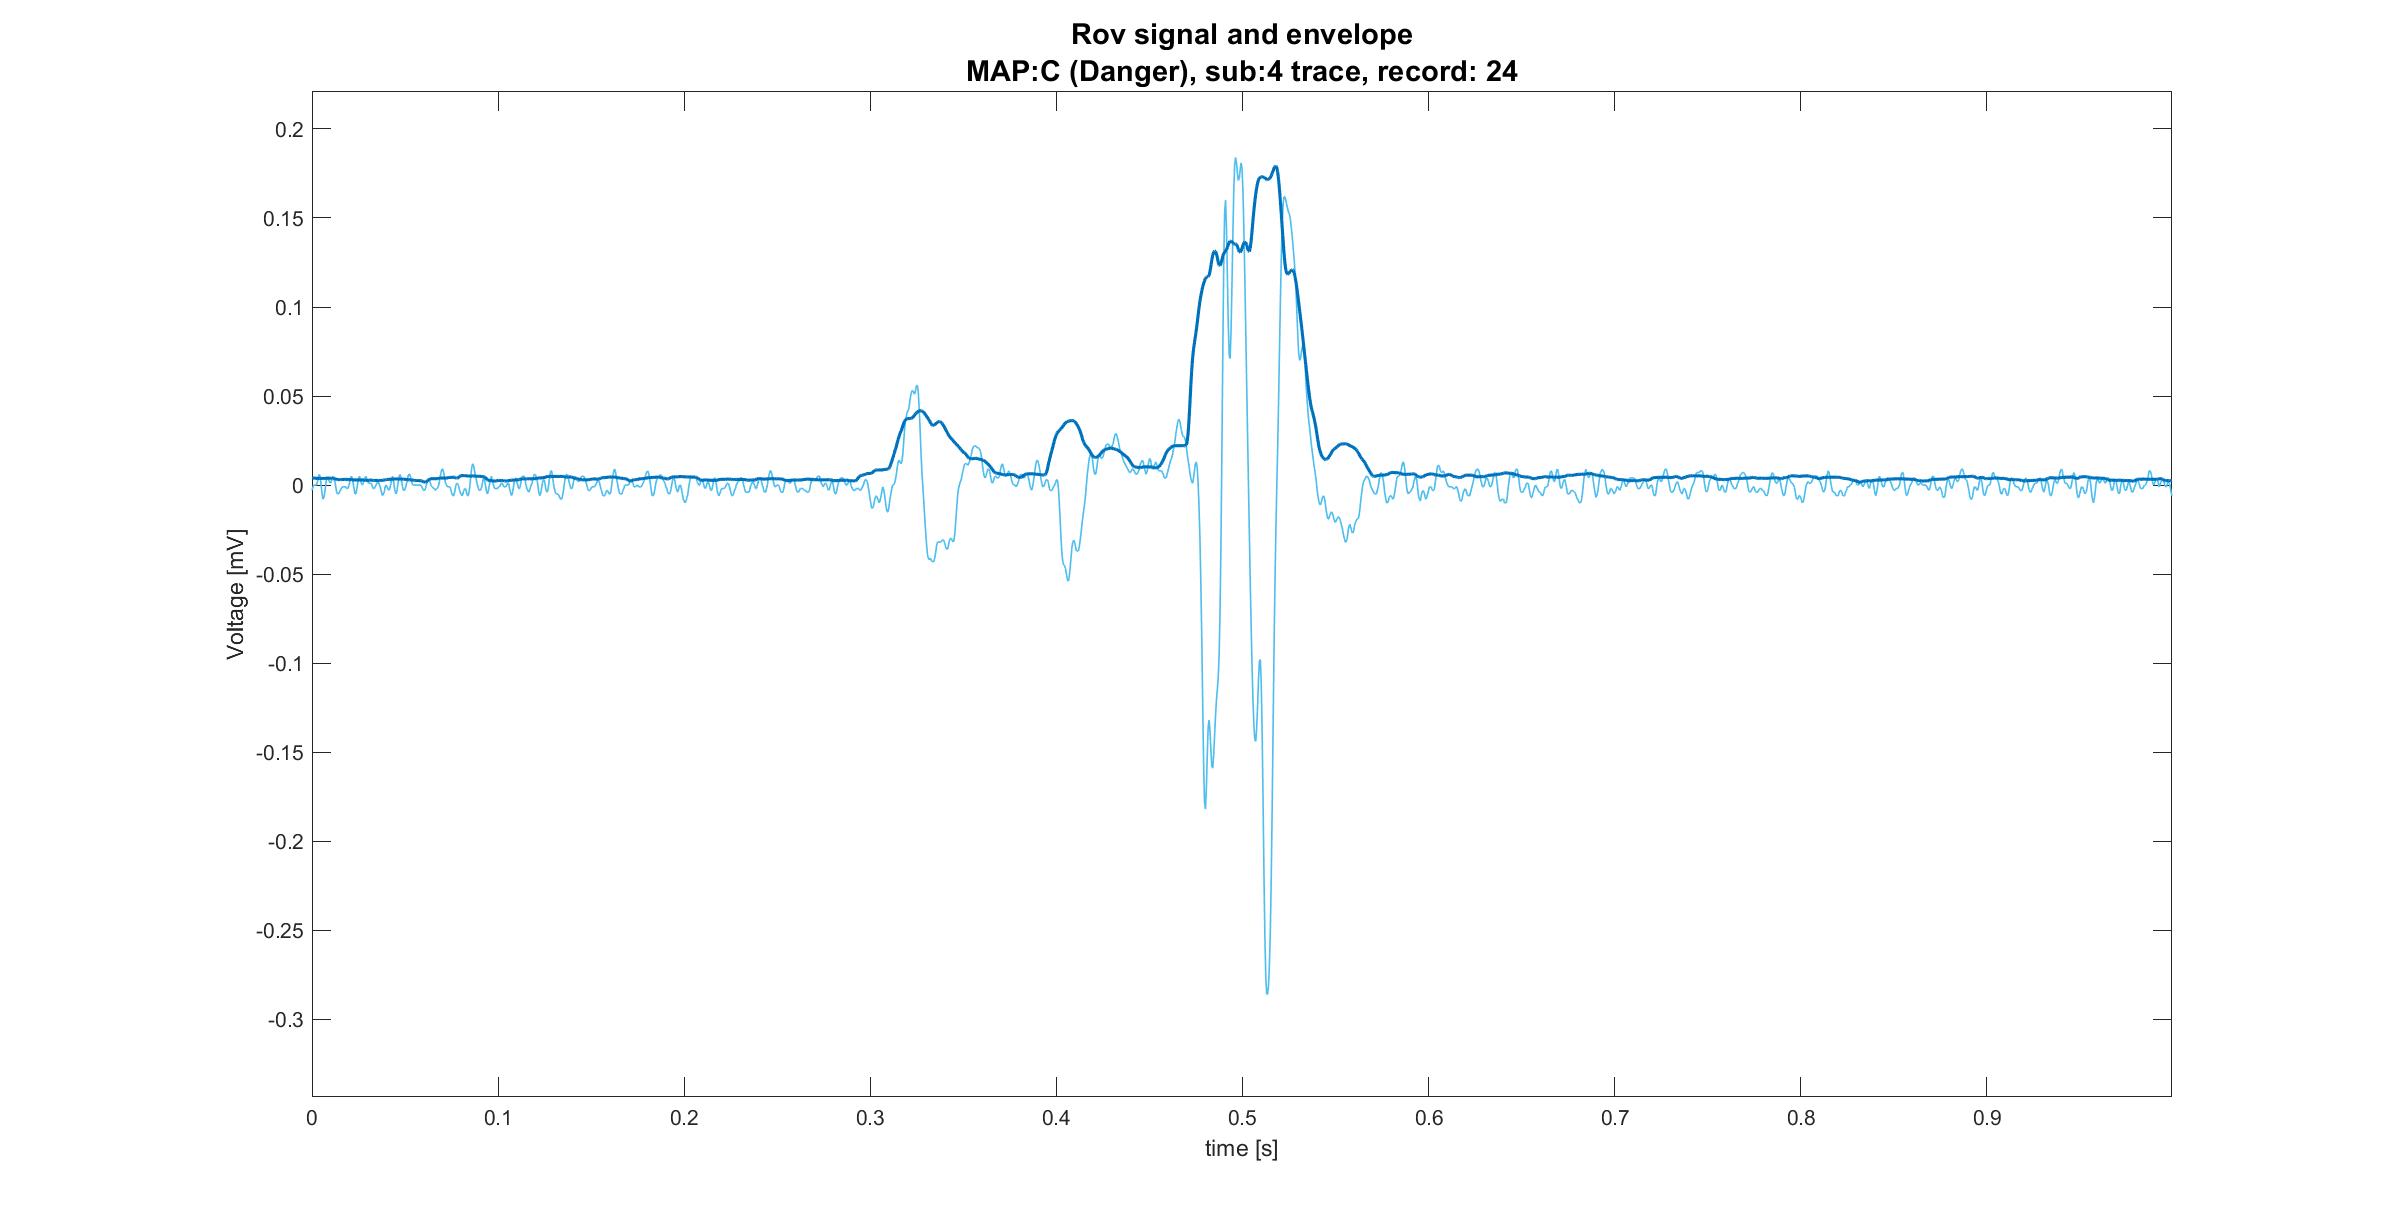 Rov signal and envelope
MAP:C (Danger), sub:4 trace, record: 24
0.2
0.15
0.1
0.05
0
-0.05
-0.1
-0.15
-0.2
-0.25
-0.3
Voltage [mV]
0 0.1 0.2 0.3 0.4 0.5 0.6 0.7 0.8 0.9
time [s]